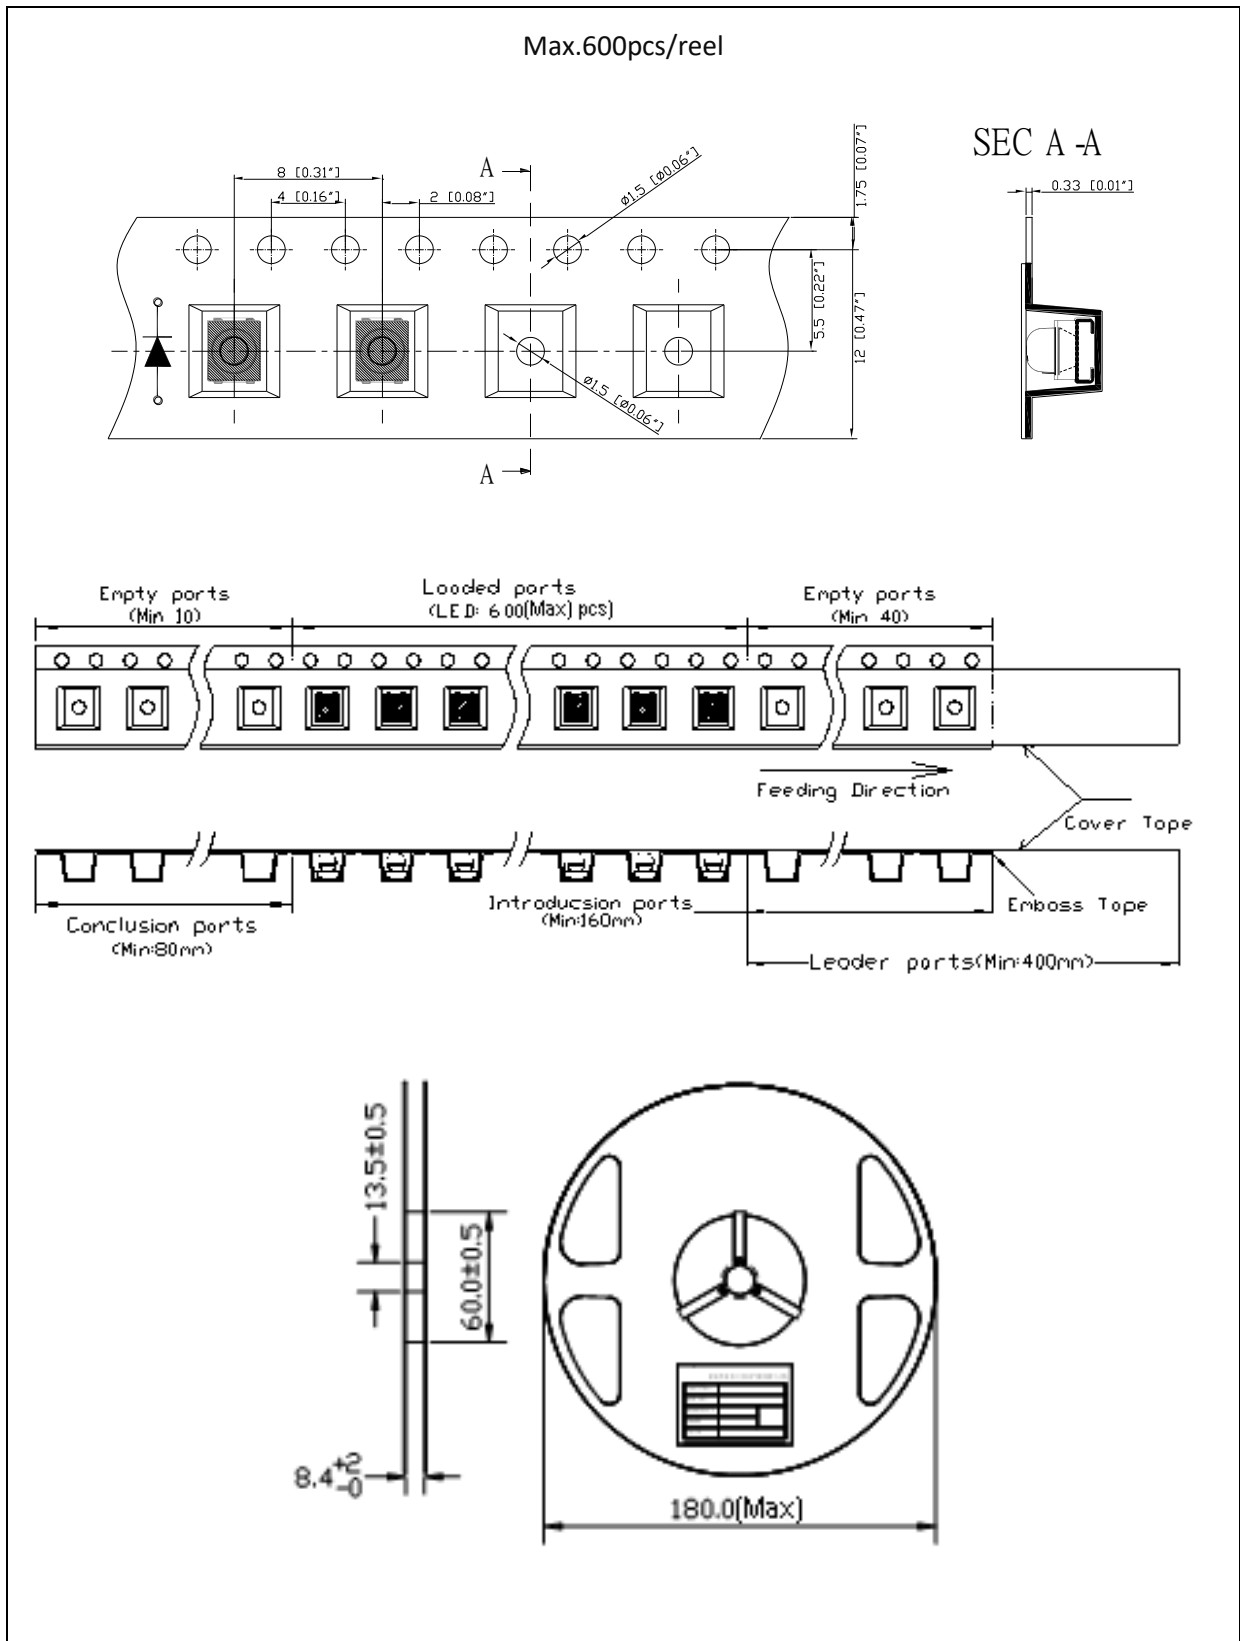 Max.600pcs/reel
SEC A-A
8 [0.31"]
4 [0.16"]
2 [0.08"]
A
ø1.5 [ø0.06"]
1.75 [0.07"]
0.33 [0.01"]
5.5 [0.22"]
12 [0.47"]
ø1.5 [ø0.06"]
A
Empty ports
(Min 10)
Looded ports
(LED: 600(Max) pcs)
Empty ports
(Min 40)
Feeding Direction
Cover Tope
Conclusion ports
(Min:80mm)
Introducsion ports
(Min:160mm)
Emboss Tope
Leoder ports(Min:400mm)
13.5±0.5
60.0±0.5
8.4+2-0
180.0(Max)